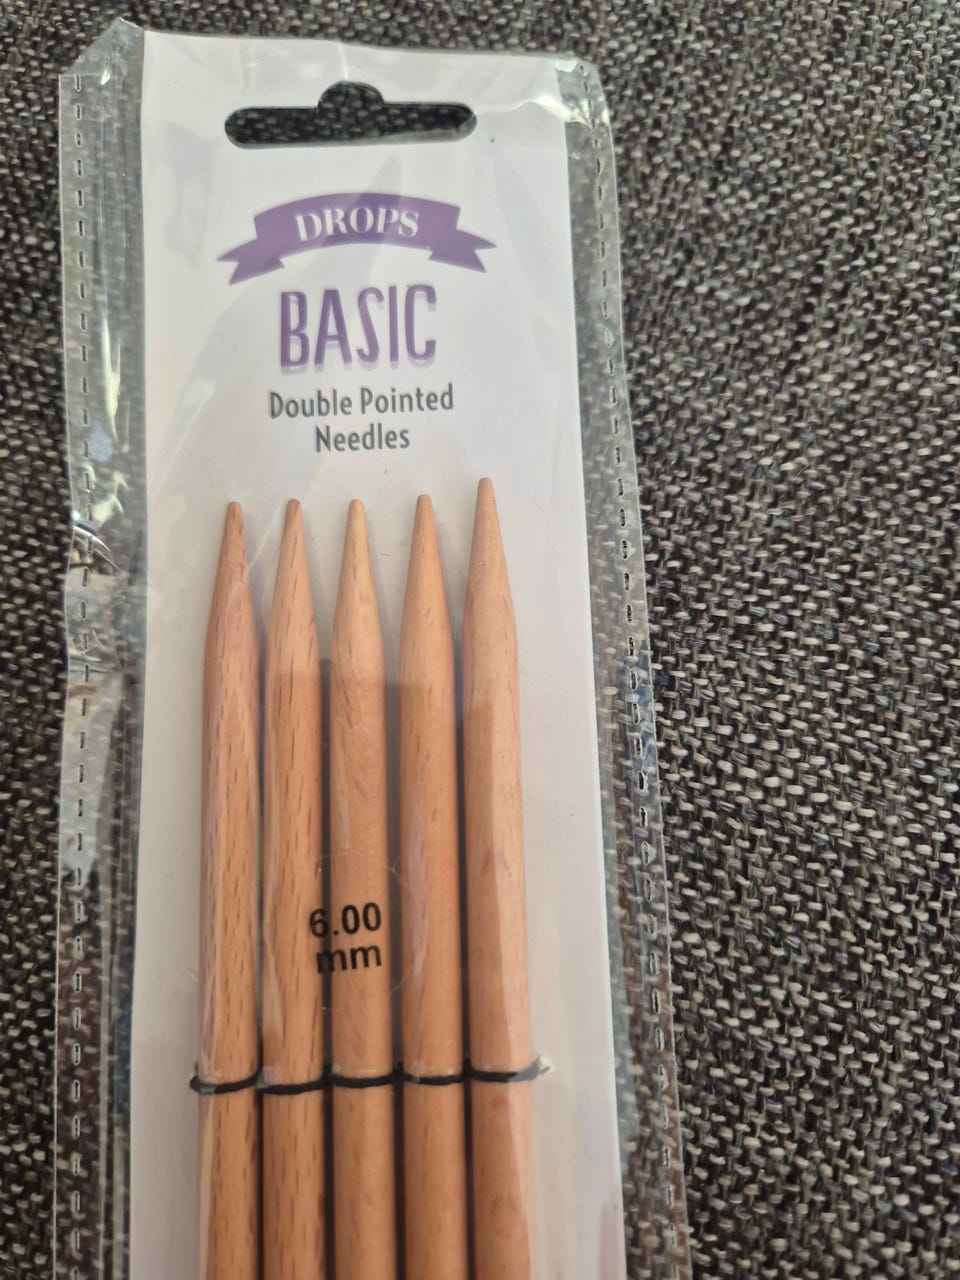 DROPS
BASIC
Double Pointed
Needles
6.00
mm